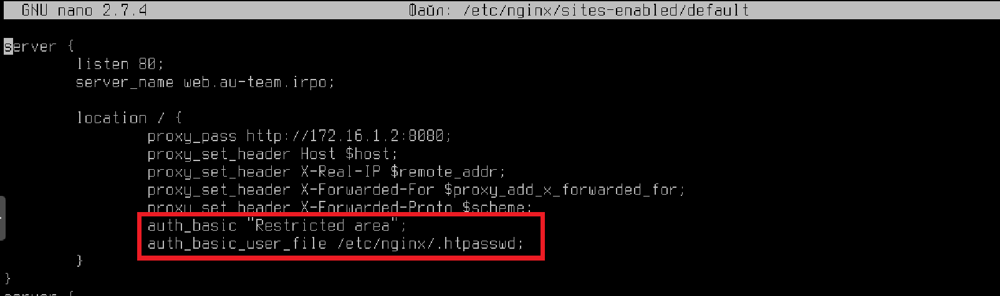 GNU nano 2.7.4 Файл: /etc/nginx/sites-enabled/default
server {
listen 80;
server_name web.au-team.irpo;
location / {
proxy_pass http://172.16.1.2:8080;
proxy_set_header Host $host;
proxy_set_header X-Real-IP $remote_addr;
proxy_set_header X-Forwarded-For $proxy_add_x_forwarded_for;
proxy_set_header X-Forwarded-Proto $scheme;
auth_basic "Restricted area";
auth_basic_user_file /etc/nginx/.htpasswd;
}
}
server {